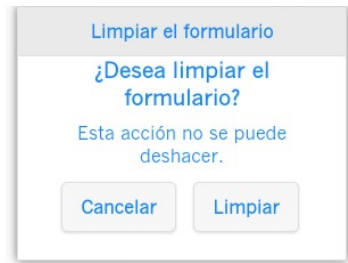 Limpiar el formulario
¿Desea limpiar el
formulario?
Esta acción no se puede
deshacer.
Cancelar
Limpiar